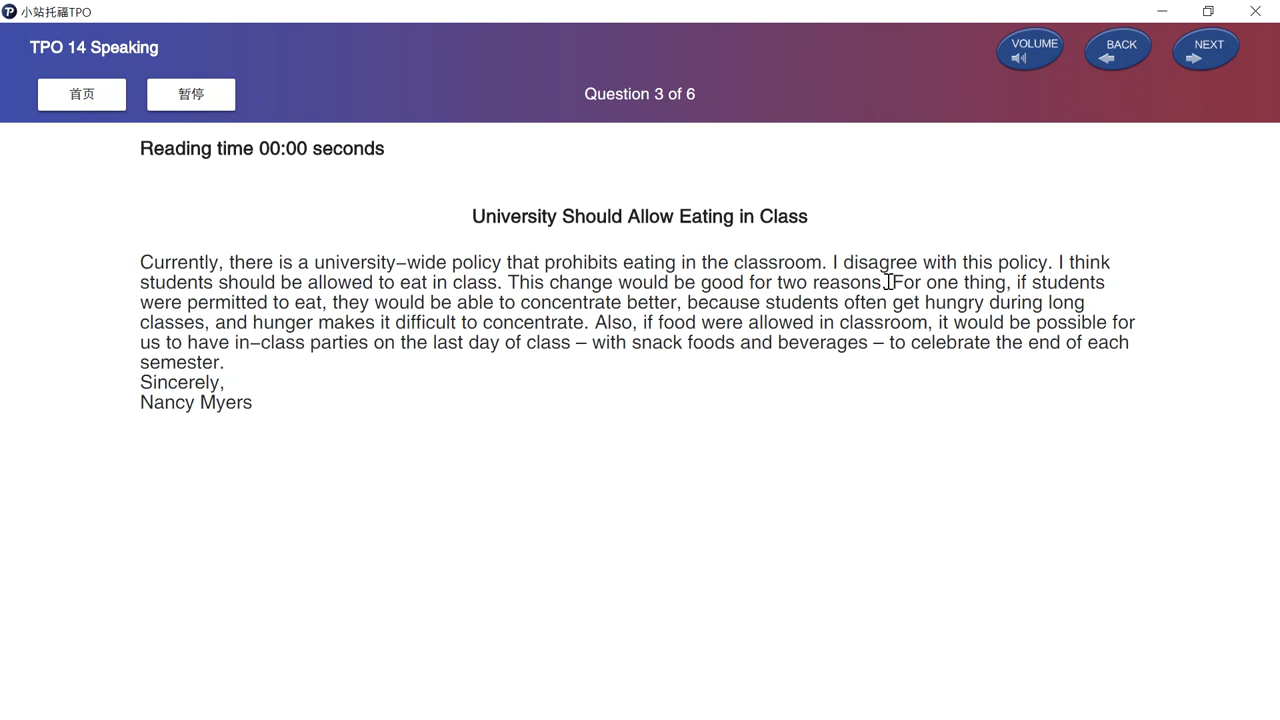 小站托福TPO
TPO 14 Speaking
VOLUME
BACK
NEXT
首页
暂停
Question 3 of 6
Reading time 00:00 seconds
University Should Allow Eating in Class
Currently, there is a university–wide policy that prohibits eating in the classroom. I disagree with this policy. I think
students should be allowed to eat in class. This change would be good for two reasons. For one thing, if students
were permitted to eat, they would be able to concentrate better, because students often get hungry during long
classes, and hunger makes it difficult to concentrate. Also, if food were allowed in classroom, it would be possible for
us to have in–class parties on the last day of class – with snack foods and beverages – to celebrate the end of each
semester.
Sincerely,
Nancy Myers